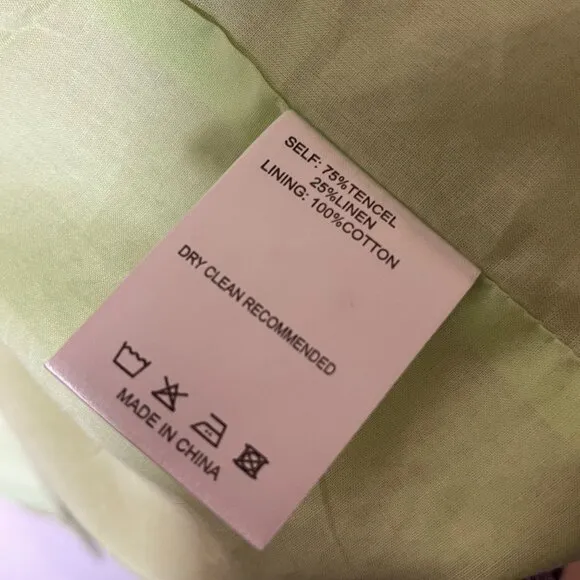 SELF: 75%TENCEL
25%LINEN
LINING: 100%COTTON
DRY CLEAN RECOMMENDED
MADE IN CHINA